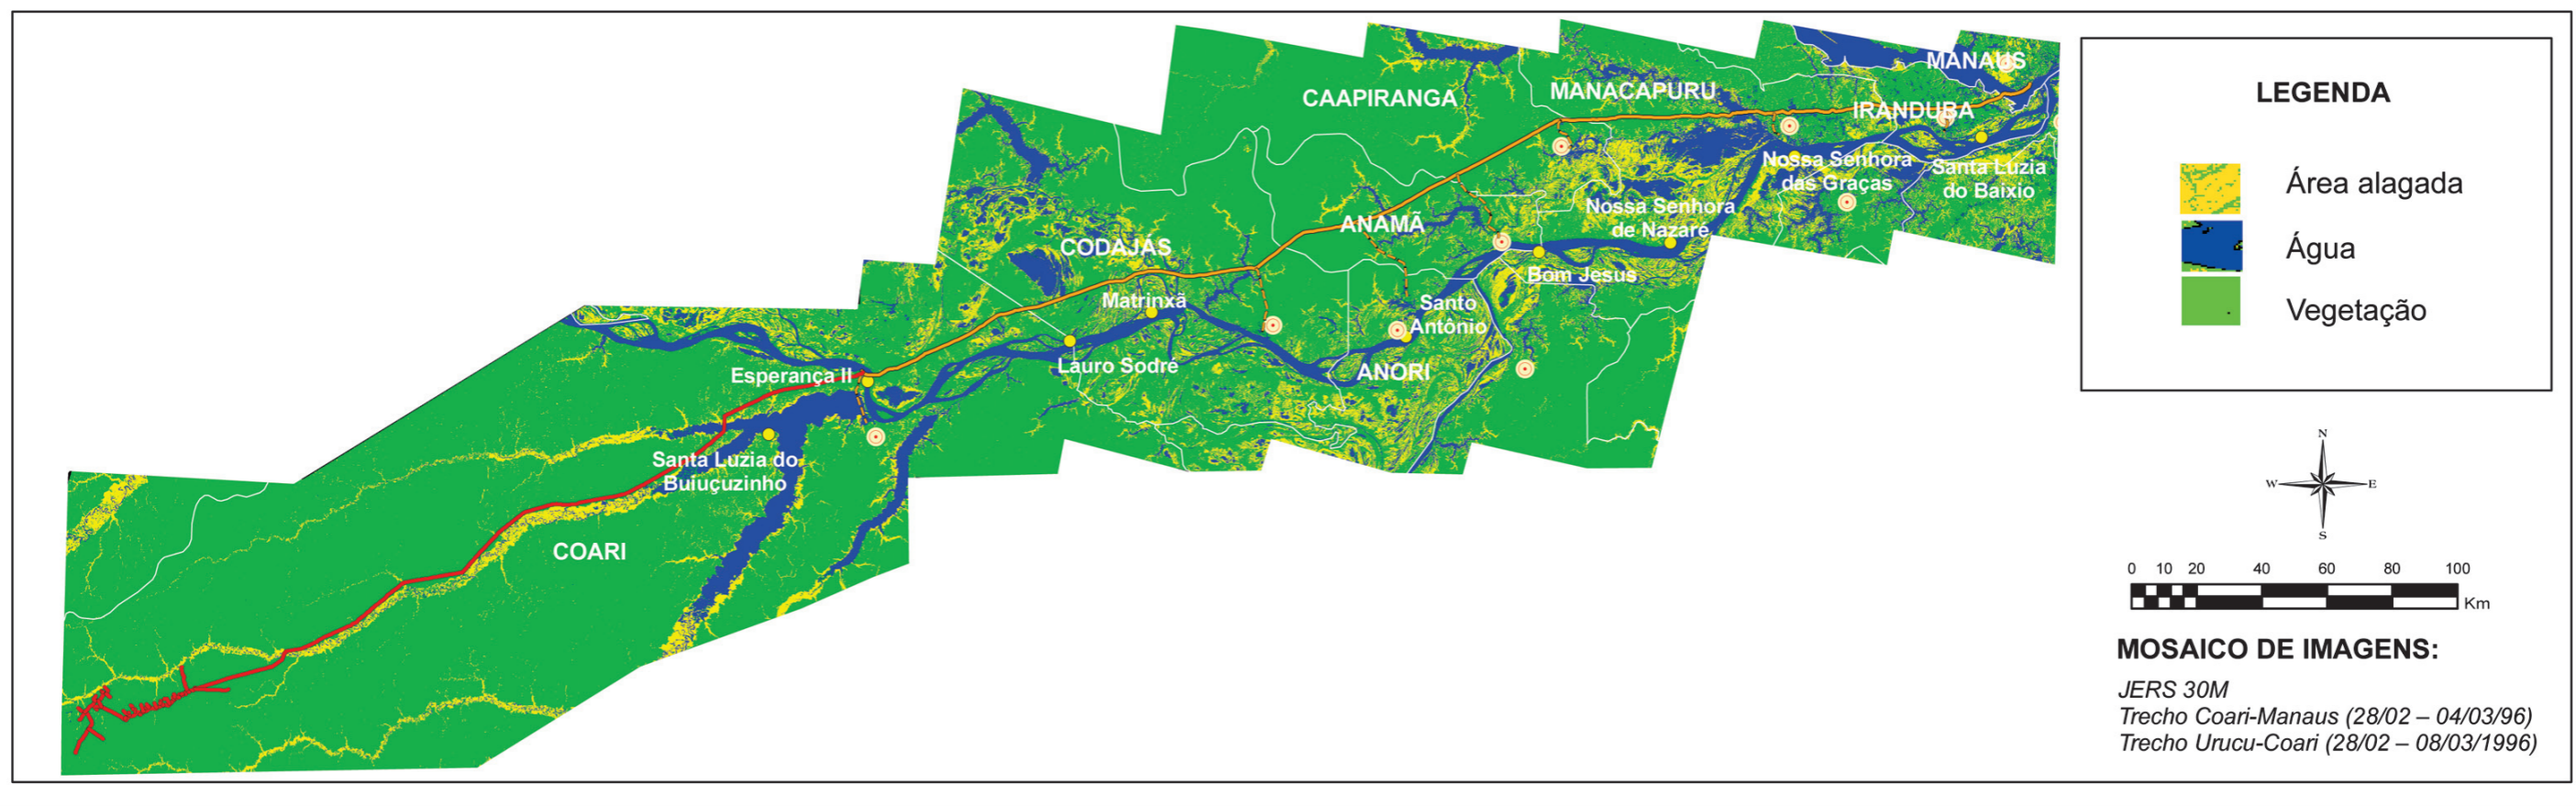 MANAUS
CAAPIRANGA
MANACAPURU
IRANDUBA
Nossa Senhora
das Graças
Santa Luzia
do Baixio
Nossa Senhora
de Nazaré
ANAMÃ
CODAJÁS
Bom Jesus
Matrinxã
Santo
Antônio
Lauro Sodré
ANORI
Esperança II
Santa Luzia do
Buiuçuzinho
COARI
LEGENDA
Área alagada
Água
Vegetação
N
W
E
S
0 10 20 40 60 80 100
Km
MOSAICO DE IMAGENS:
JERS 30M
Trecho Coari-Manaus (28/02 – 04/03/96)
Trecho Urucu-Coari (28/02 – 08/03/1996)